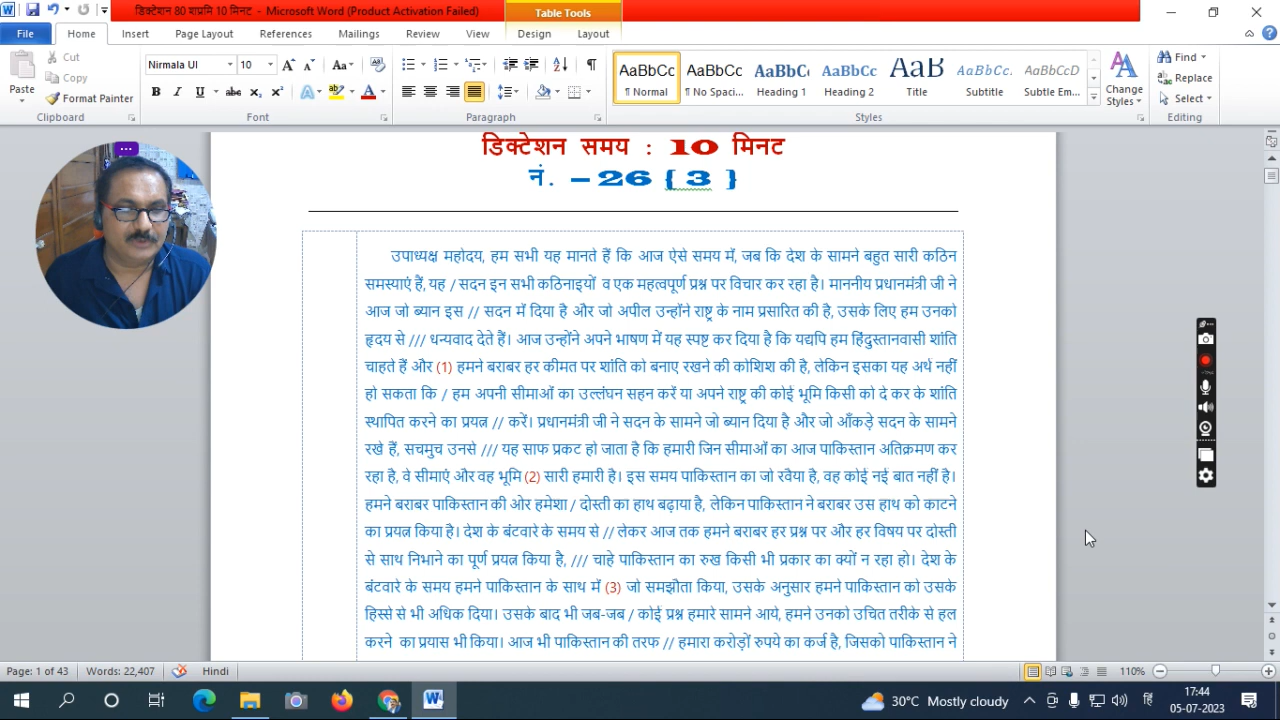 डिक्टेशन 80 शप्रमि 10 मिनट - Microsoft Word (Product Activation Failed)
Table Tools
File Home Insert Page Layout References Mailings Review View Design Layout
Cut
Copy
Format Painter
Paste
Clipboard
Nirmala UI 10
Font
Paragraph
AaBbCc AaBbCc AaBbCc AaBbCc AaB AaBbCc AaBbCcD
¶ Normal ¶ No Spaci... Heading 1 Heading 2 Title Subtitle Subtle Em...
Styles
Change Styles
Find
Replace
Select
Editing
डिक्टेशन समय : 10 मिनट
नं. – 26 { 3 }
उपाध्यक्ष महोदय, हम सभी यह मानते हैं कि आज ऐसे समय में, जब कि देश के सामने बहुत सारी कठिन
समस्याएं हैं, यह / सदन इन सभी कठिनाइयों व एक महत्वपूर्ण प्रश्न पर विचार कर रहा है। माननीय प्रधानमंत्री जी ने
आज जो ब्यान इस // सदन में दिया है और जो अपील उन्होंने राष्ट्र के नाम प्रसारित की है, उसके लिए हम उनको
हृदय से /// धन्यवाद देते हैं। आज उन्होंने अपने भाषण में यह स्पष्ट कर दिया है कि यद्यपि हम हिंदुस्तानवासी शांति
चाहते हैं और (1) हमने बराबर हर कीमत पर शांति को बनाए रखने की कोशिश की है, लेकिन इसका यह अर्थ नहीं
हो सकता कि / हम अपनी सीमाओं का उल्लंघन सहन करें या अपने राष्ट्र की कोई भूमि किसी को दे कर के शांति
स्थापित करने का प्रयत्न // करें। प्रधानमंत्री जी ने सदन के सामने जो ब्यान दिया है और जो आँकड़े सदन के सामने
रखे हैं, सचमुच उनसे /// यह साफ प्रकट हो जाता है कि हमारी जिन सीमाओं का आज पाकिस्तान अतिक्रमण कर
रहा है, वे सीमाएं और वह भूमि (2) सारी हमारी है। इस समय पाकिस्तान का जो रवैया है, वह कोई नई बात नहीं है।
हमने बराबर पाकिस्तान की ओर हमेशा / दोस्ती का हाथ बढ़ाया है, लेकिन पाकिस्तान ने बराबर उस हाथ को काटने
का प्रयत्न किया है। देश के बंटवारे के समय से // लेकर आज तक हमने बराबर हर प्रश्न पर और हर विषय पर दोस्ती
से साथ निभाने का पूर्ण प्रयत्न किया है, /// चाहे पाकिस्तान का रुख किसी भी प्रकार का क्यों न रहा हो। देश के
बंटवारे के समय हमने पाकिस्तान के साथ में (3) जो समझौता किया, उसके अनुसार हमने पाकिस्तान को उसके
हिस्से से भी अधिक दिया। उसके बाद भी जब-जब / कोई प्रश्न हमारे सामने आये, हमने उनको उचित तरीके से हल
करने का प्रयास भी किया। आज भी पाकिस्तान की तरफ // हमारा करोड़ों रुपये का कर्ज है, जिसको पाकिस्तान ने
Page: 1 of 43 Words: 22,407 Hindi 110%
30°C Mostly cloudy हिं 17:44
05-07-2023